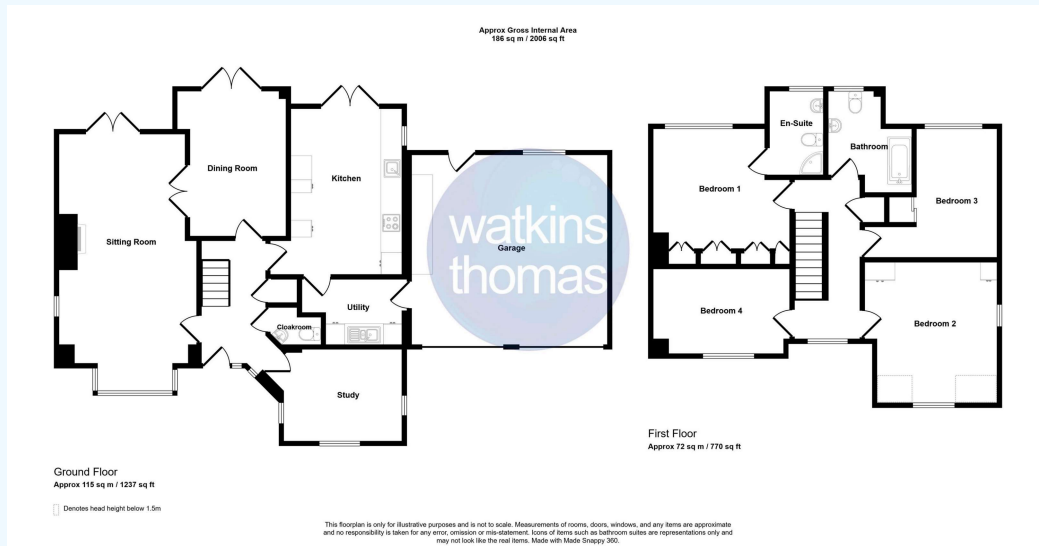 Approx Gross Internal Area
186 sq m / 2006 sq ft
Dining Room
Kitchen
Sitting Room
watkins
thomas
Garage
Utility
Cloakroom
Study
En-Suite
Bathroom
Bedroom 1
Bedroom 3
Bedroom 4
Bedroom 2
Ground Floor
Approx 115 sq m / 1237 sq ft
Denotes head height below 1.5m
First Floor
Approx 72 sq m / 770 sq ft
This floorplan is only for illustrative purposes and is not to scale. Measurements of rooms, doors, windows, and any items are approximate
and no responsibility is taken for any error, omission or mis-statement. Icons of items such as bathroom suites are representations only and
may not look like the real items. Made with Made Snappy 360.